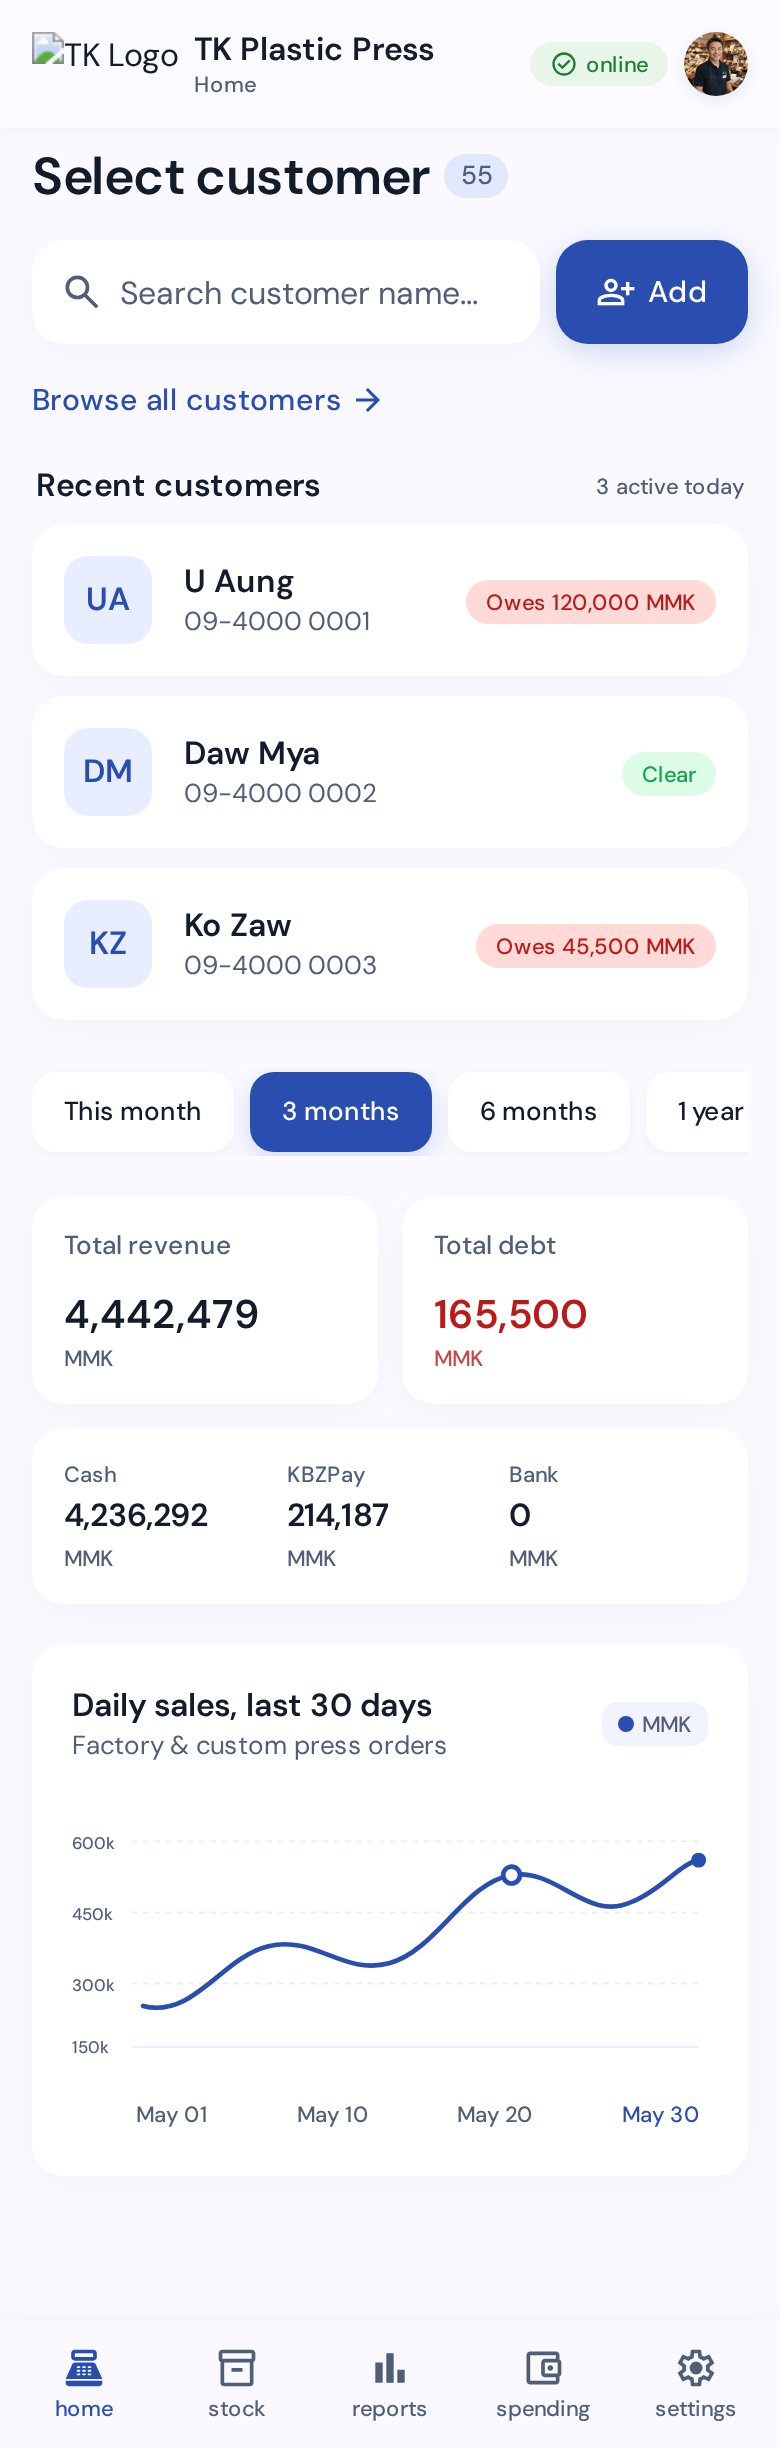 TK Logo
TK Plastic Press
Home
online
Select customer 55
Search customer name...
Add
Browse all customers →
Recent customers
3 active today
UA
U Aung
09-4000 0001
Owes 120,000 MMK
DM
Daw Mya
09-4000 0002
Clear
KZ
Ko Zaw
09-4000 0003
Owes 45,500 MMK
This month
3 months
6 months
1 year
Total revenue
4,442,479
MMK
Total debt
165,500
MMK
Cash
4,236,292
MMK
KBZPay
214,187
MMK
Bank
0
MMK
Daily sales, last 30 days
Factory & custom press orders
MMK
600k
450k
300k
150k
May 01
May 10
May 20
May 30
home
stock
reports
spending
settings